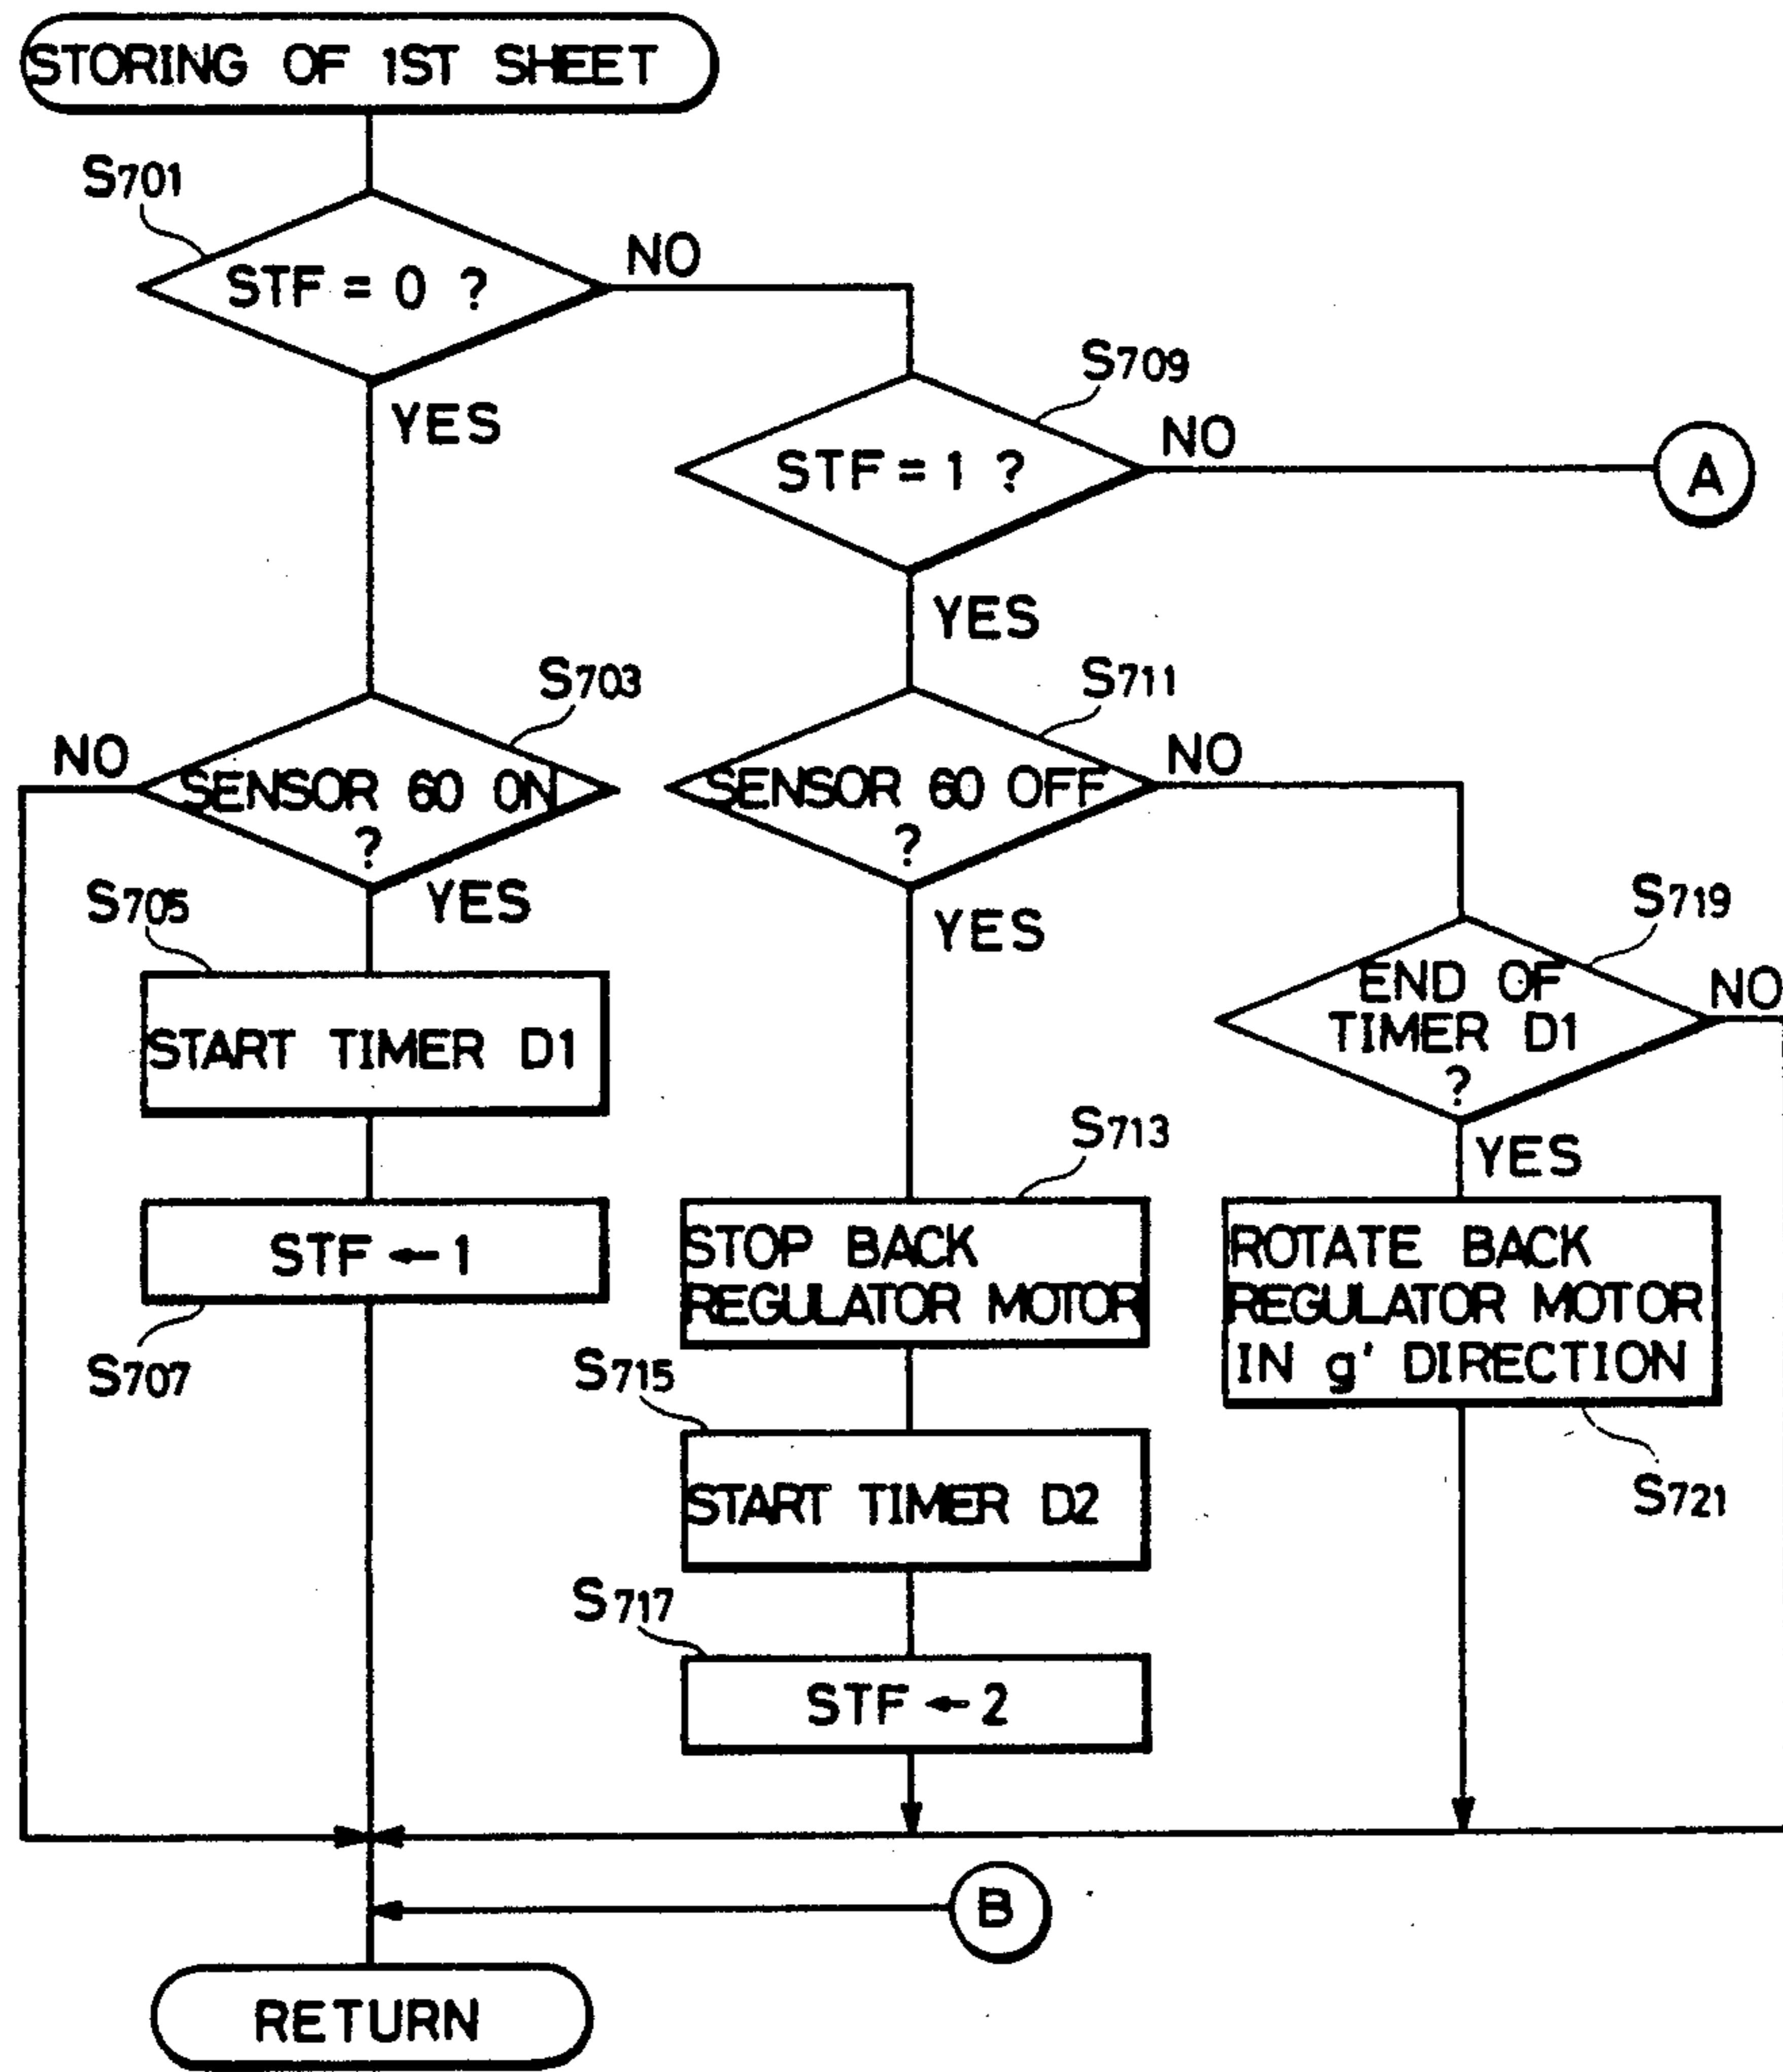 STORING OF 1ST SHEET
S701
STF = 0 ?
NO
YES
S709
STF = 1 ?
NO
A
YES
S703
SENSOR 60 ON
?
NO
YES
S711
SENSOR 60 OFF
?
NO
YES
S719
END OF
TIMER D1
?
NO
YES
S705
START TIMER D1
STF ← 1
S707
S713
STOP BACK
REGULATOR MOTOR
ROTATE BACK
REGULATOR MOTOR
IN g' DIRECTION
S721
S715
START TIMER D2
S717
STF ← 2
B
RETURN